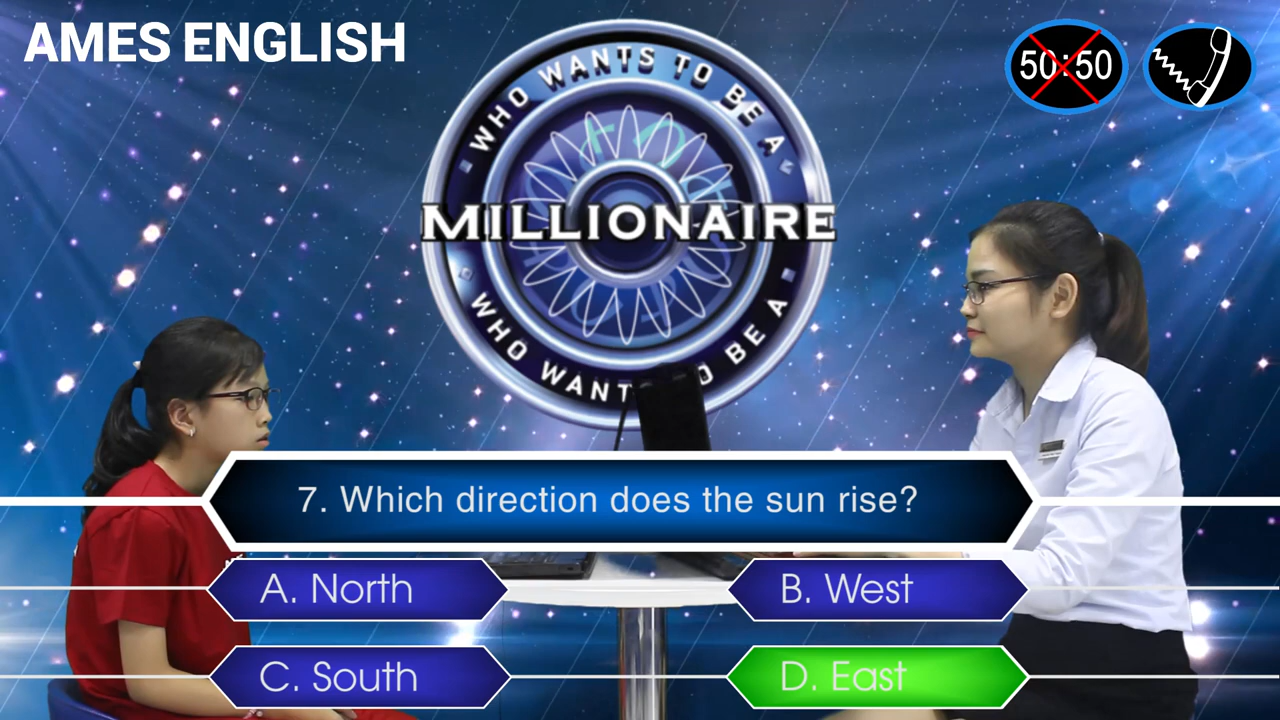 AMES ENGLISH
50:50
WHO WANTS TO BE A
MILLIONAIRE
WHO WANTS TO BE A
7. Which direction does the sun rise?
A. North
B. West
C. South
D. East